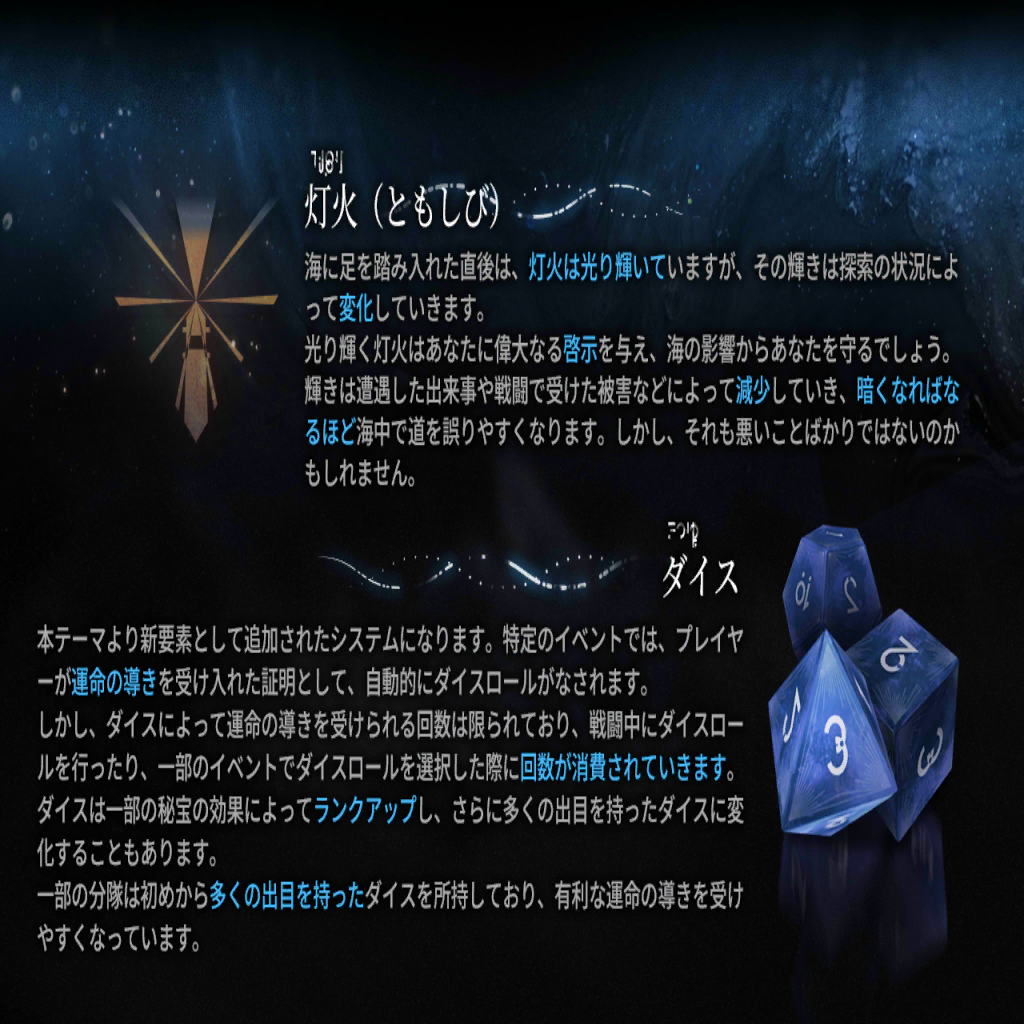 灯火（ともしび）
海に足を踏み入れた直後は、灯火は光り輝いていますが、その輝きは探索の状況によ
って変化していきます。
光り輝く灯火はあなたに偉大なる啓示を与え、海の影響からあなたを守るでしょう。
輝きは遭遇した出来事や戦闘で受けた被害などによって減少していき、暗くなればな
るほど海中で道を誤りやすくなります。しかし、それも悪いことばかりではないのか
もしれません。
ダイス
本テーマより新要素として追加されたシステムになります。特定のイベントでは、プレイヤ
ーが運命の導きを受け入れた証明として、自動的にダイスロールがなされます。
しかし、ダイスによって運命の導きを受けられる回数は限られており、戦闘中にダイスロー
ルを行ったり、一部のイベントでダイスロールを選択した際に回数が消費されていきます。
ダイスは一部の秘宝の効果によってランクアップし、さらに多くの出目を持ったダイスに変
化することもあります。
一部の分隊は初めから多くの出目を持ったダイスを所持しており、有利な運命の導きを受け
やすくなっています。
10
2
2
5
3
3